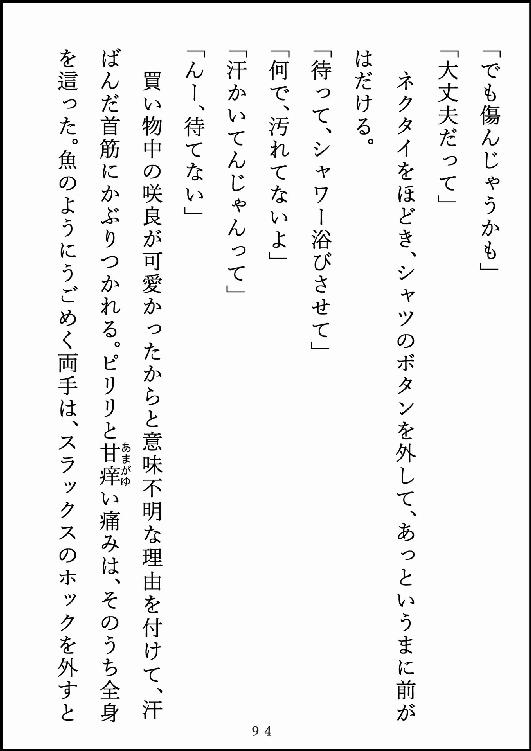 「でも傷んじゃうかも」
「大丈夫だって」
ネクタイをほどき、シャツのボタンを外して、あっというまに前が
はだける。
「待って、シャワー浴びさせて」
「何で、汚れてないよ」
「汗かいてんじゃんって」
「んー、待てない」
買い物中の咲良が可愛かったからと意味不明な理由を付けて、汗
ばんだ首筋にかぶりつかれる。ピリリと甘痒い痛みは、そのうち全身
あまがゆ
を這った。魚のようにうごめく両手は、スラックスのホックを外すと
94